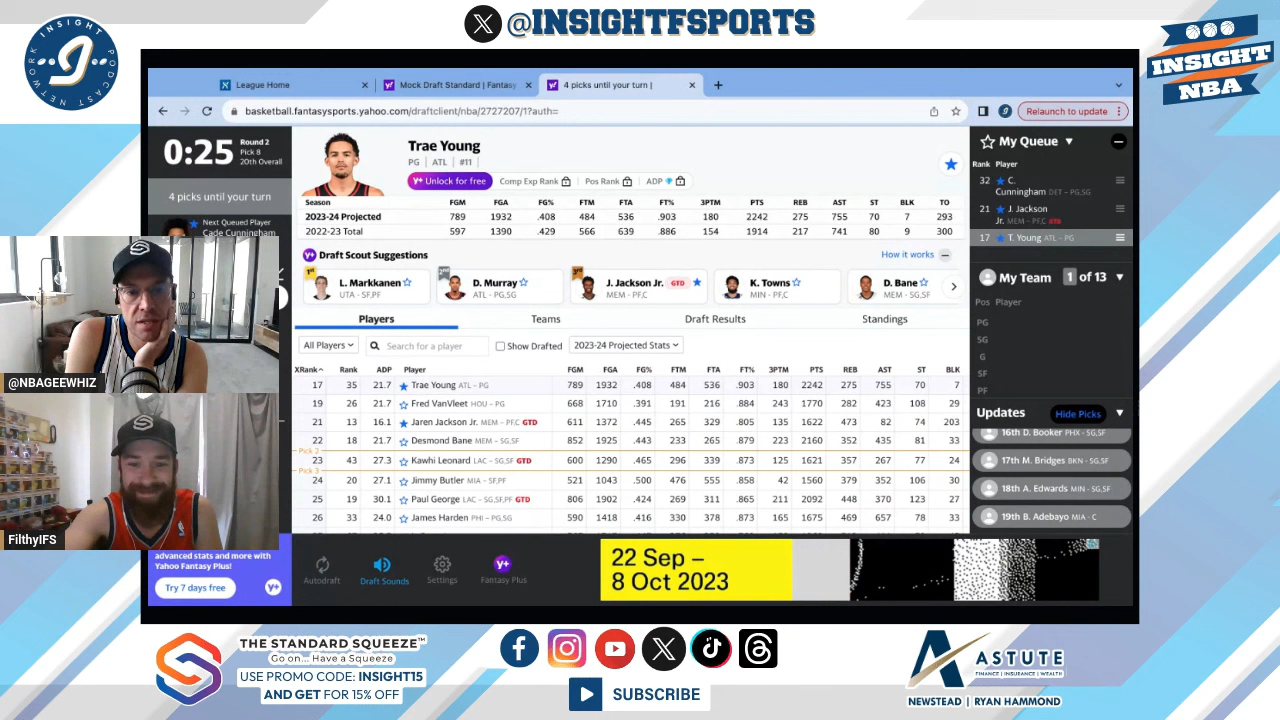 @INSIGHTFSPORTS
INSIGHT
PODCAST NETWORK
INSIGHT
NBA
League Home
Mock Draft Standard | Fantasy
4 picks until your turn |
basketball.fantasysports.yahoo.com/draftclient/nba/2727207/1?auth=
Relaunch to update
0:25
Round 2
Pick 8
20th Overall
4 picks until your turn
Next Queued Player
Cade Cunningham
@NBAGEEWHIZ
FilthyIFS
advanced stats and more with
Yahoo Fantasy Plus!
Try 7 days free
y+
Trae Young
PG | ATL | #11
y+ Unlock for free
Comp Exp Rank
Pos Rank
ADP
Season FGM FGA FG% FTM FTA FT% 3PTM PTS REB AST ST BLK TO
2023-24 Projected 789 1932 .408 484 536 .903 180 2242 275 755 70 7 293
2022-23 Total 597 1390 .429 566 639 .886 154 1914 217 741 80 9 300
y+ Draft Scout Suggestions
How it works
1st L. Markkanen
UTA - SF,PF
2nd D. Murray
ATL - PG,SG
3rd J. Jackson Jr. GTD
MEM - PF,C
K. Towns
MIN - PF,C
D. Bane
MEM - SG,SF
Players
Teams
Draft Results
Standings
All Players
Search for a player
Show Drafted
2023-24 Projected Stats
XRank Rank ADP Player FGM FGA FG% FTM FTA FT% 3PTM PTS REB AST ST BLK
17 35 21.7 Trae Young ATL - PG 789 1932 .408 484 536 .903 180 2242 275 755 70 7
19 26 21.7 Fred VanVleet HOU - PG 668 1710 .391 191 216 .884 243 1770 282 423 108 29
21 13 16.1 Jaren Jackson Jr. MEM - PF,C GTD 611 1372 .445 265 329 .805 135 1622 473 82 74 203
22 18 21.7 Desmond Bane MEM - SG,SF 852 1925 .443 233 265 .879 223 2160 352 435 81 33
Pick 2
23 43 27.3 Kawhi Leonard LAC - SG,SF GTD 600 1290 .465 296 339 .873 125 1621 357 267 77 24
Pick 3
24 20 27.1 Jimmy Butler MIA - SF,PF 521 1043 .500 476 555 .858 42 1560 379 352 106 30
25 19 30.1 Paul George LAC - SG,SF,PF GTD 806 1902 .424 269 311 .865 211 2092 448 370 123 27
26 33 24.0 James Harden PHI - PG,SG 590 1418 .416 330 378 .873 165 1675 469 657 78 33
Autodraft
Draft Sounds
Settings
y+
Fantasy Plus
22 Sep –
8 Oct 2023
My Queue
Rank Player
32 C.
Cunningham DET - PG,SG
21 J. Jackson
Jr. MEM - PF,C GTD
17 T. Young ATL - PG
My Team 1 of 13
Pos Player
PG
SG
G
SF
PF
Updates
Hide Picks
16th D. Booker PHX - SG,SF
17th M. Bridges BKN - SG,SF
18th A. Edwards MIN - SG,SF
19th B. Adebayo MIA - C
THE STANDARD SQUEEZE™
Go on... Have a Squeeze
USE PROMO CODE: INSIGHT15
AND GET FOR 15% OFF
SUBSCRIBE
ASTUTE
FINANCE | INSURANCE | WEALTH
NEWSTEAD | RYAN HAMMOND